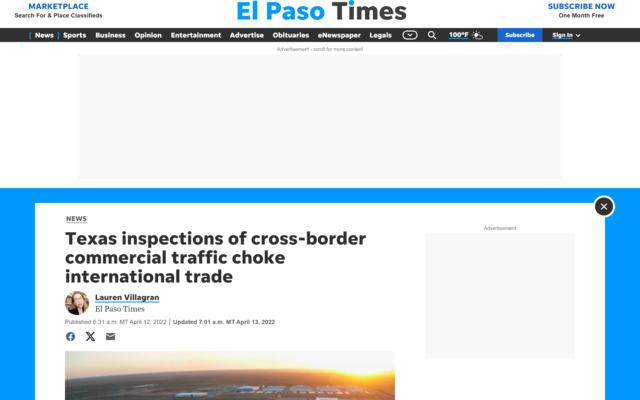 MARKETPLACE
Search For & Place Classifieds
El Paso Times
SUBSCRIBE NOW
One Month Free
[ News ] Sports Business Opinion Entertainment Advertise Obituaries eNewspaper Legals 100°F Subscribe Sign In
Advertisement - scroll for more content
NEWS
Texas inspections of cross-border
commercial traffic choke
international trade
Lauren Villagran
El Paso Times
Published 6:31 a.m. MT April 12, 2022 | Updated 7:01 a.m. MT April 13, 2022
Advertisement